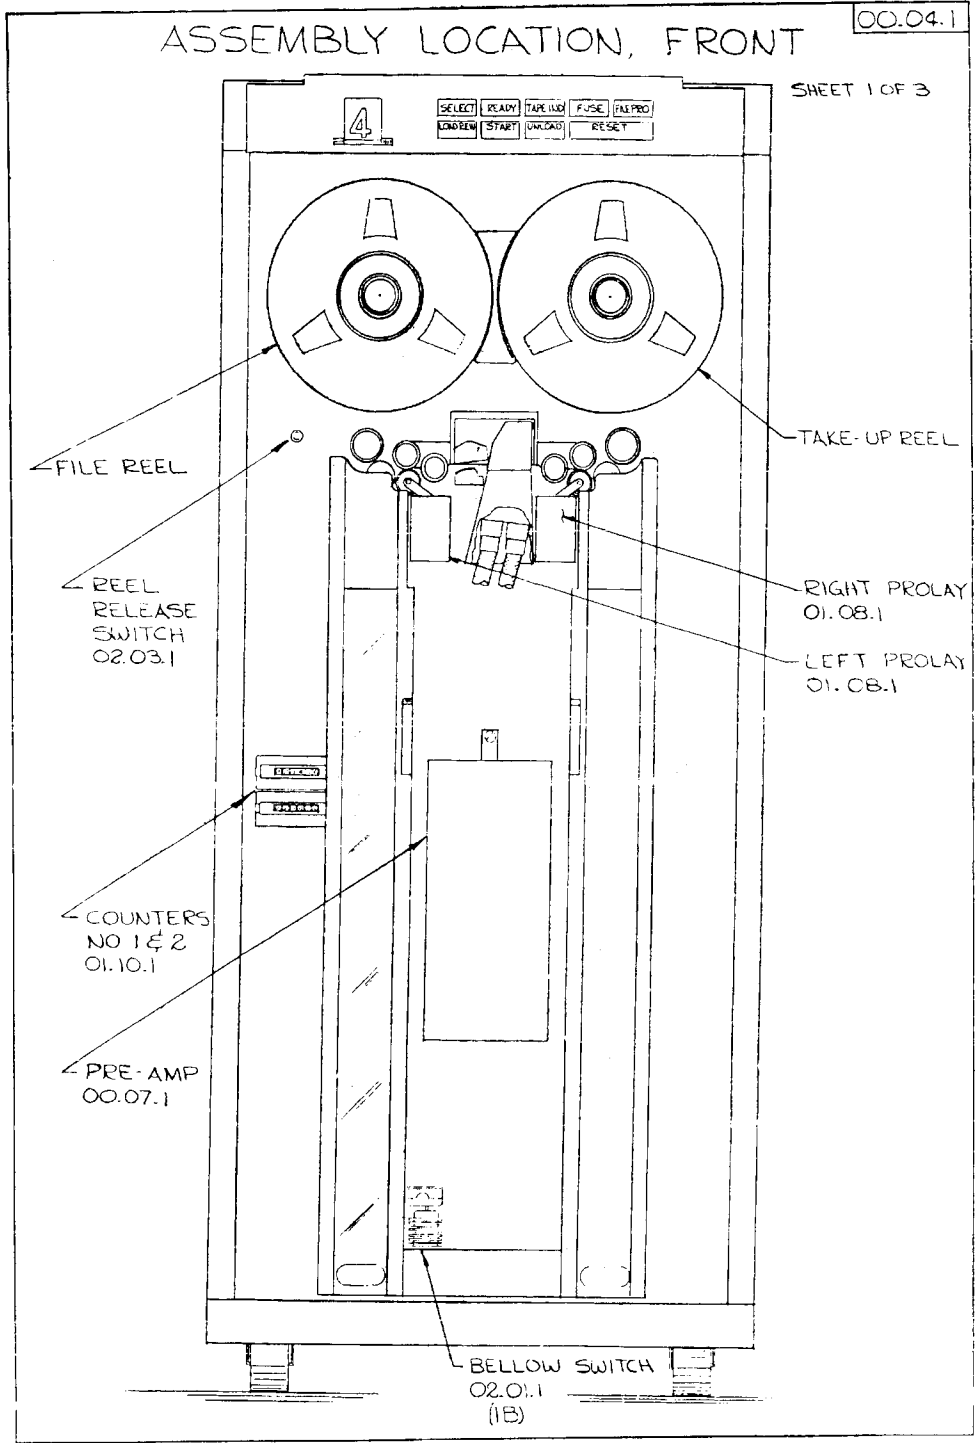 00.04.1
ASSEMBLY LOCATION, FRONT
SHEET 1 OF 3
4
SELECT READY TAPE IND FUSE FILE PRO
LOAD REW START UNLOAD RESET
TAKE-UP REEL
FILE REEL
REEL
RELEASE
SWITCH
02.03.1
RIGHT PROLAY
01.08.1
LEFT PROLAY
01.08.1
COUNTERS
NO 1 & 2
01.10.1
PRE-AMP
00.07.1
BELLOW SWITCH
02.01.1
(1B)